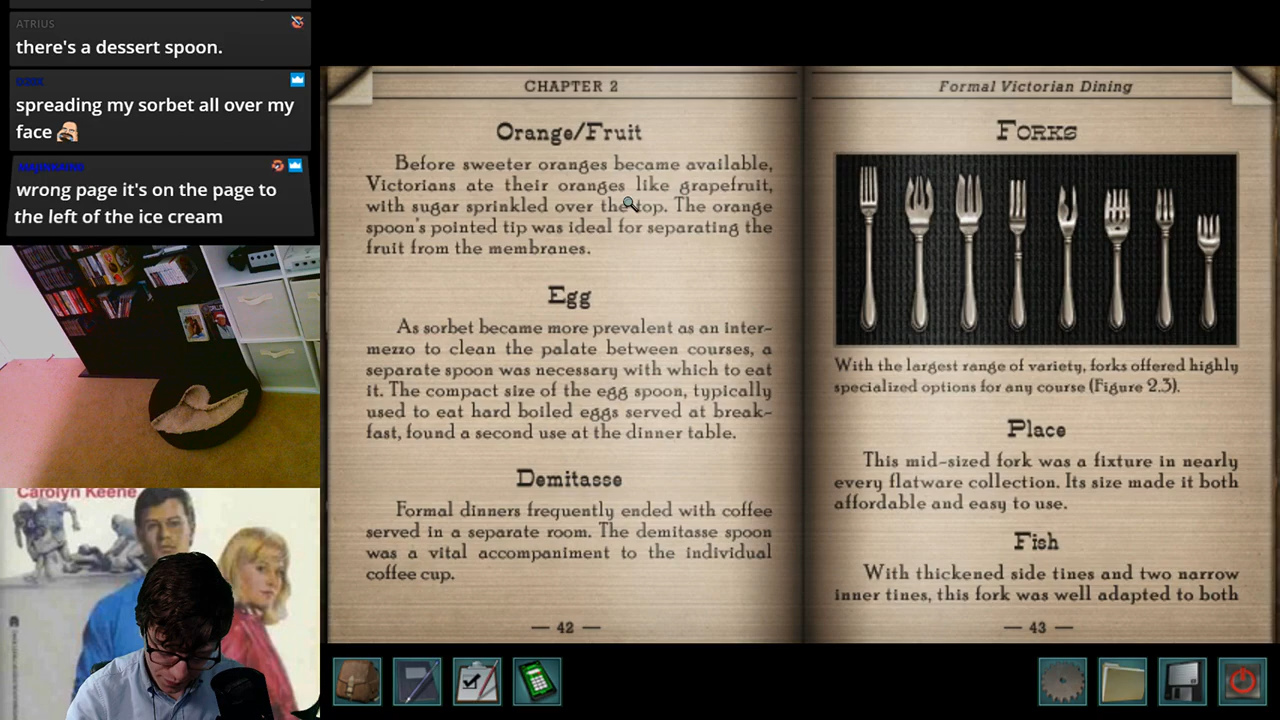 ATRIUS
there's a dessert spoon.
spreading my sorbet all over my
face
wrong page it's on the page to
the left of the ice cream
Carolyn Keene
CHAPTER 2
Orange/Fruit
Before sweeter oranges became available,
Victorians ate their oranges like grapefruit,
with sugar sprinkled over the top. The orange
spoon's pointed tip was ideal for separating the
fruit from the membranes.
Egg
As sorbet became more prevalent as an inter-
mezzo to clean the palate between courses, a
separate spoon was necessary with which to eat
it. The compact size of the egg spoon, typically
used to eat hard boiled eggs served at break-
fast, found a second use at the dinner table.
Demitasse
Formal dinners frequently ended with coffee
served in a separate room. The demitasse spoon
was a vital accompaniment to the individual
coffee cup.
— 42 —
Formal Victorian Dining
FORKS
With the largest range of variety, forks offered highly
specialized options for any course (Figure 2.3).
Place
This mid-sized fork was a fixture in nearly
every flatware collection. Its size made it both
affordable and easy to use.
Fish
With thickened side tines and two narrow
inner tines, this fork was well adapted to both
— 43 —